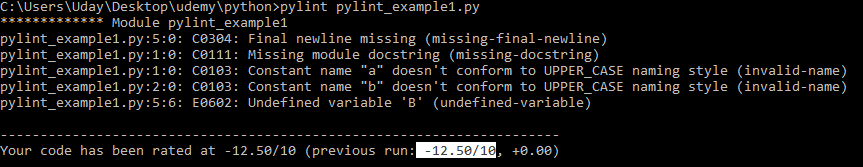 C:\Users\Uday\Desktop\udemy\python>pylint pylint_example1.py
************* Module pylint_example1
pylint_example1.py:5:0: C0304: Final newline missing (missing-final-newline)
pylint_example1.py:1:0: C0111: Missing module docstring (missing-docstring)
pylint_example1.py:1:0: C0103: Constant name "a" doesn't conform to UPPER_CASE naming style (invalid-name)
pylint_example1.py:2:0: C0103: Constant name "b" doesn't conform to UPPER_CASE naming style (invalid-name)
pylint_example1.py:5:6: E0602: Undefined variable 'B' (undefined-variable)
-------------------------------------------------------------------
Your code has been rated at -12.50/10 (previous run: -12.50/10, +0.00)